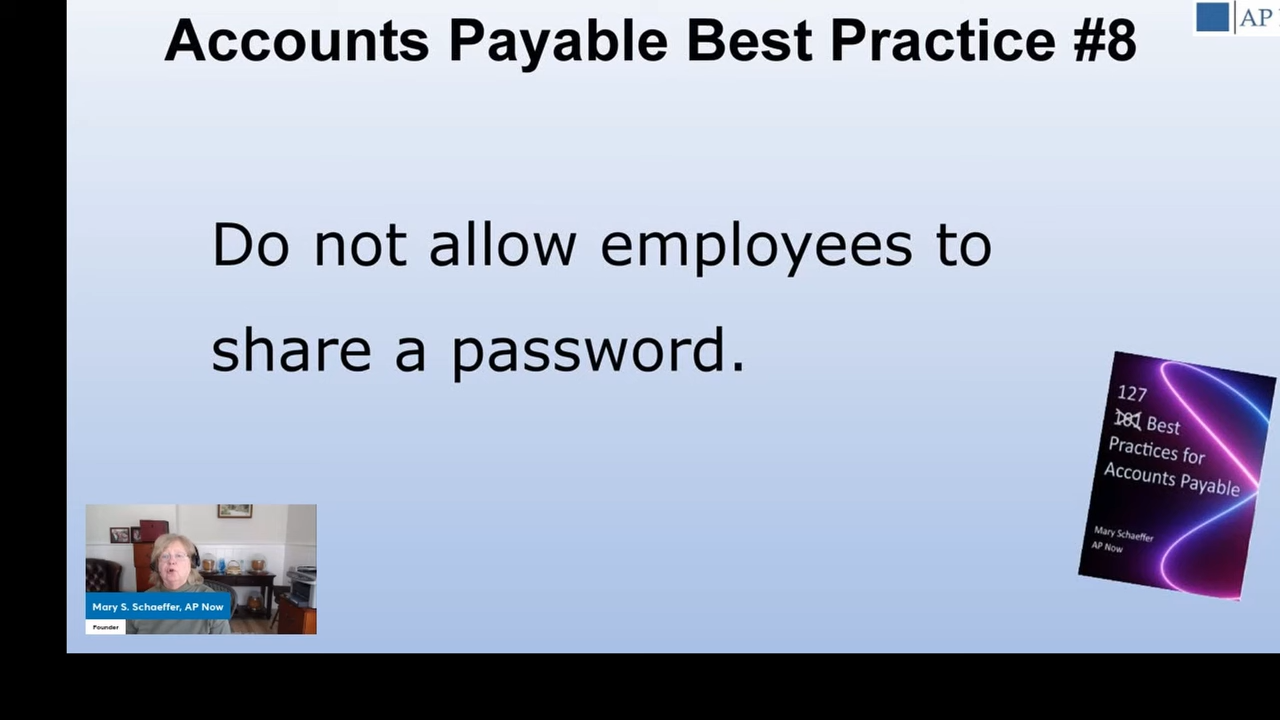 Accounts Payable Best Practice #8
AP
Do not allow employees to
share a password.
127
181 Best
Practices for
Accounts Payable
Mary Schaeffer
AP Now
Mary S. Schaeffer, AP Now
Founder